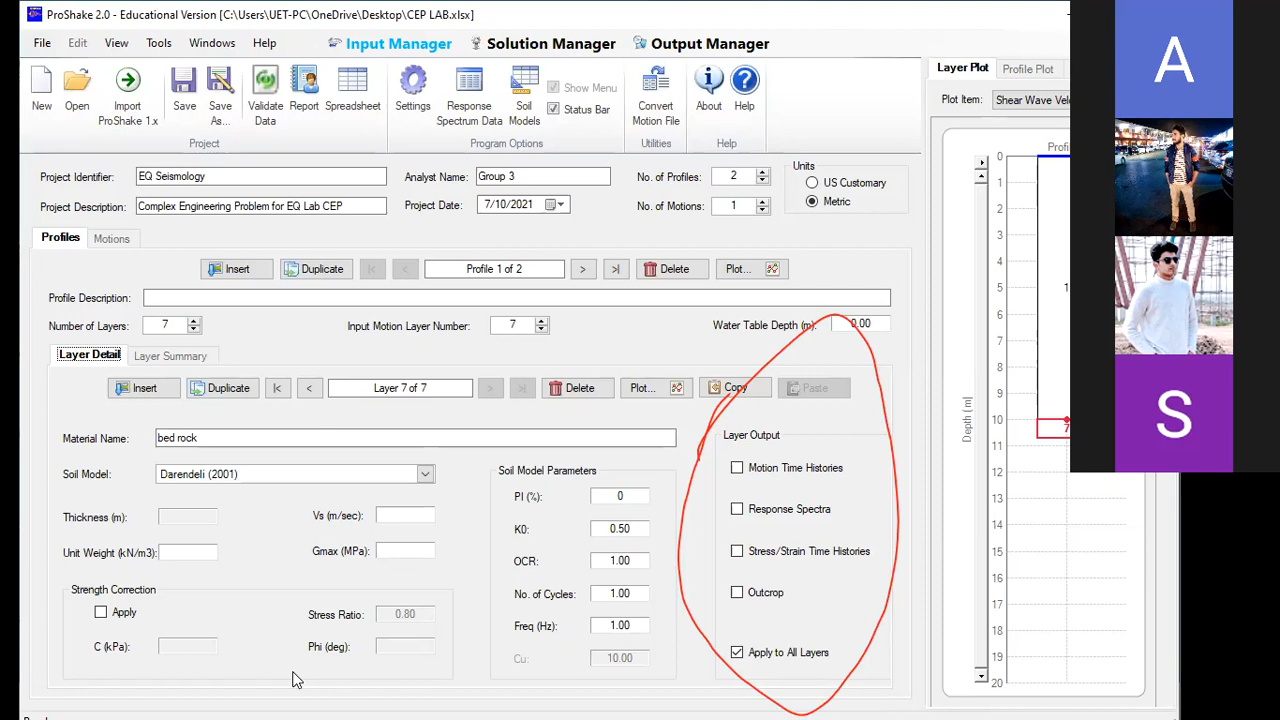 ProShake 2.0 - Educational Version [C:\Users\UET-PC\OneDrive\Desktop\CEP LAB.xlsx]
File Edit View Tools Windows Help Input Manager Solution Manager Output Manager
New Open Import ProShake 1.x Save Save As... Validate Data Report Spreadsheet Settings Response Spectrum Data Soil Models Show Menu Status Bar Convert Motion File About Help
Project Program Options Utilities Help
Project Identifier: EQ Seismology Analyst Name: Group 3 No. of Profiles: 2 Units US Customary
Project Description: Complex Engineering Problem for EQ Lab CEP Project Date: 7/10/2021 No. of Motions: 1 Metric
Profiles Motions
Insert Duplicate |< < Profile 1 of 2 > >| Delete Plot...
Profile Description:
Number of Layers: 7 Input Motion Layer Number: 7 Water Table Depth (m): 0.00
Layer Detail Layer Summary
Insert Duplicate |< < Layer 7 of 7 > >| Delete Plot... Copy Paste
Material Name: bed rock
Soil Model: Darendeli (2001)
Thickness (m): Vs (m/sec):
Unit Weight (kN/m3): Gmax (MPa):
Strength Correction
Apply Stress Ratio: 0.80
C (kPa): Phi (deg):
Soil Model Parameters
PI (%): 0
K0: 0.50
OCR: 1.00
No. of Cycles: 1.00
Freq (Hz): 1.00
Cu: 10.00
Layer Output
Motion Time Histories
Response Spectra
Stress/Strain Time Histories
Outcrop
Apply to All Layers
Layer Plot Profile Plot
Plot Item: Shear Wave Vel
Profi
Depth (m)
0
1
2
3
4
5 1
6
7
8
9
10
11 7
12
13
14
15
16
17
18
19
20
A
S